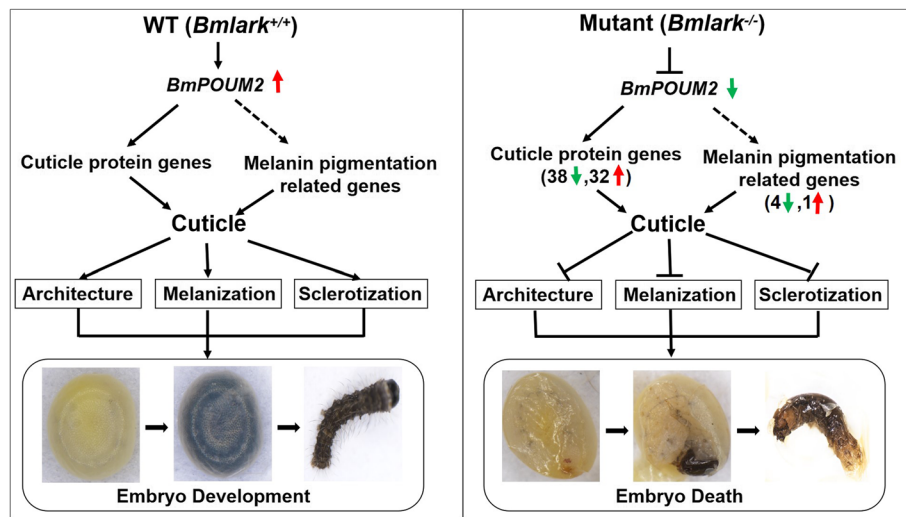 WT (Bmlark+/+)
BmPOUM2
Cuticle protein genes
Melanin pigmentation
related genes
Cuticle
Architecture
Melanization
Sclerotization
Embryo Development
Mutant (Bmlark-/-)
BmPOUM2
Cuticle protein genes
(38↓,32↑)
Melanin pigmentation
related genes
(4↓,1↑)
Cuticle
Architecture
Melanization
Sclerotization
Embryo Death